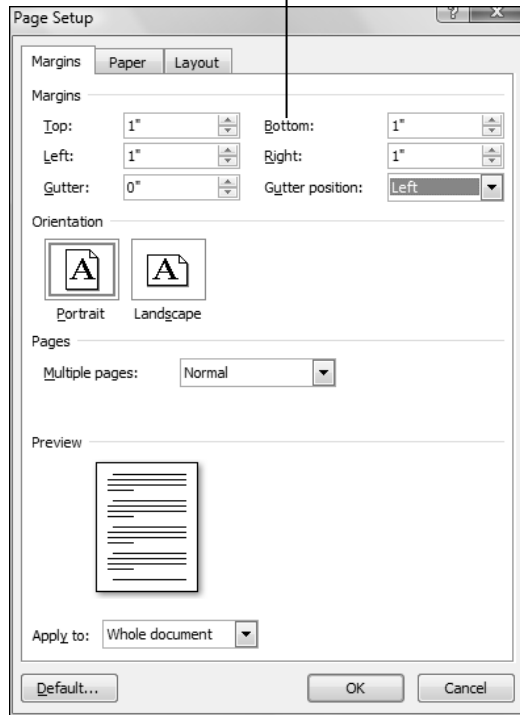 Page Setup
Margins Paper Layout
Margins
Top: 1" Bottom: 1"
Left: 1" Right: 1"
Gutter: 0" Gutter position: Left
Orientation
A A
Portrait Landscape
Pages
Multiple pages: Normal
Preview
Apply to: Whole document
Default... OK Cancel